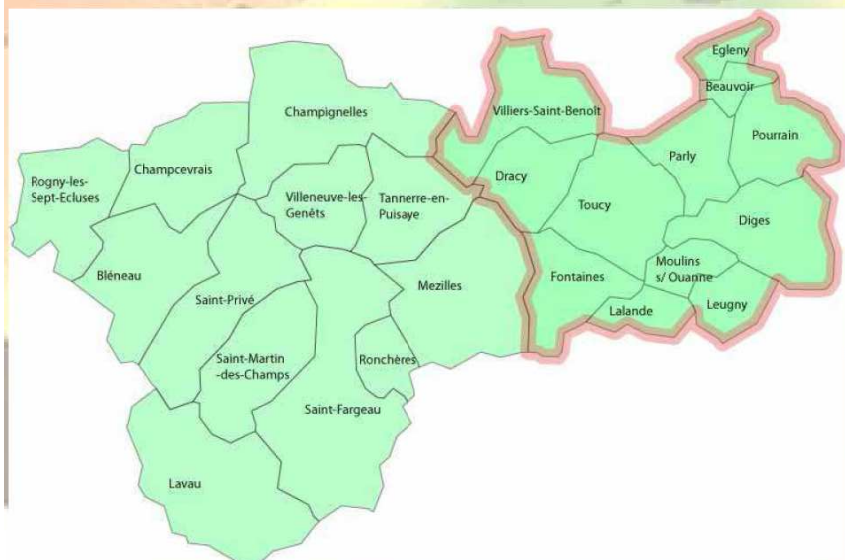 Egleny
Beauvoir
Champignelles
Villiers-Saint-Benoît
Pourrain
Parly
Champcevrais
Dracy
Rogny-les-
Sept-Ecluses
Villeneuve-les-
Genêts
Tannerre-en-
Puisaye
Toucy
Diges
Moulins
s/ Ouanne
Bléneau
Fontaines
Mezilles
Saint-Privé
Leugny
Lalande
Saint-Martin
-des-Champs
Ronchères
Saint-Fargeau
Lavau